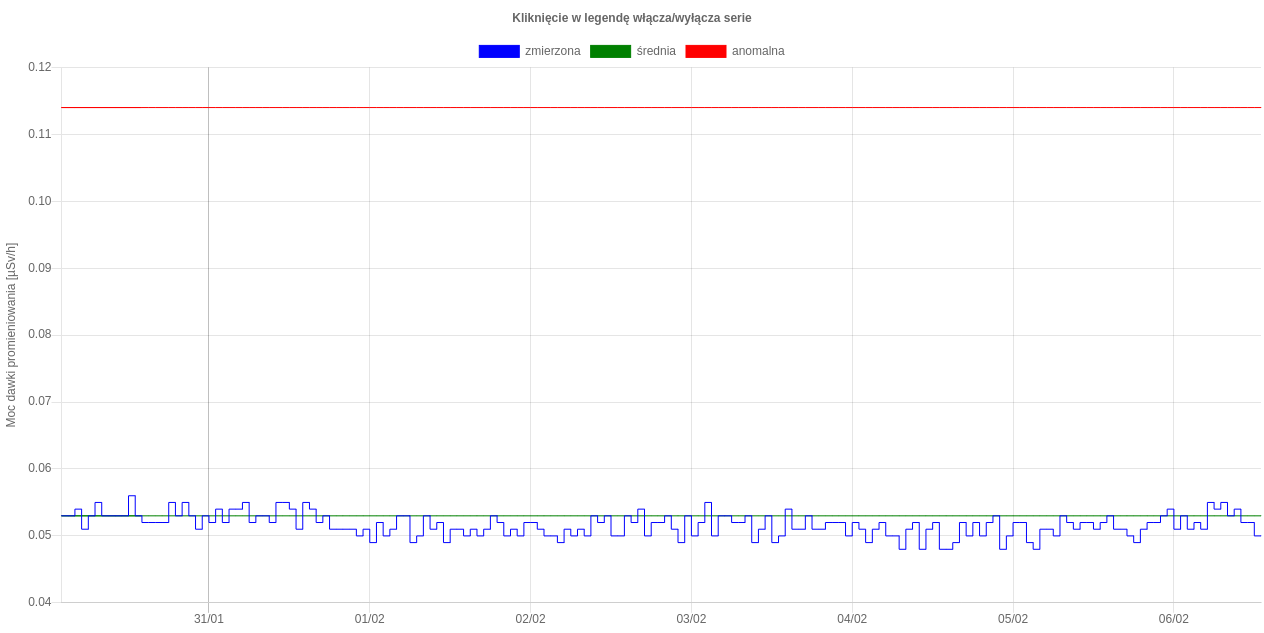 Kliknięcie w legendę włącza/wyłącza serie
zmierzona średnia anomalna
Moc dawki promieniowania [µSv/h]
0.12
0.11
0.10
0.09
0.08
0.07
0.06
0.05
0.04
31/01 01/02 02/02 03/02 04/02 05/02 06/02